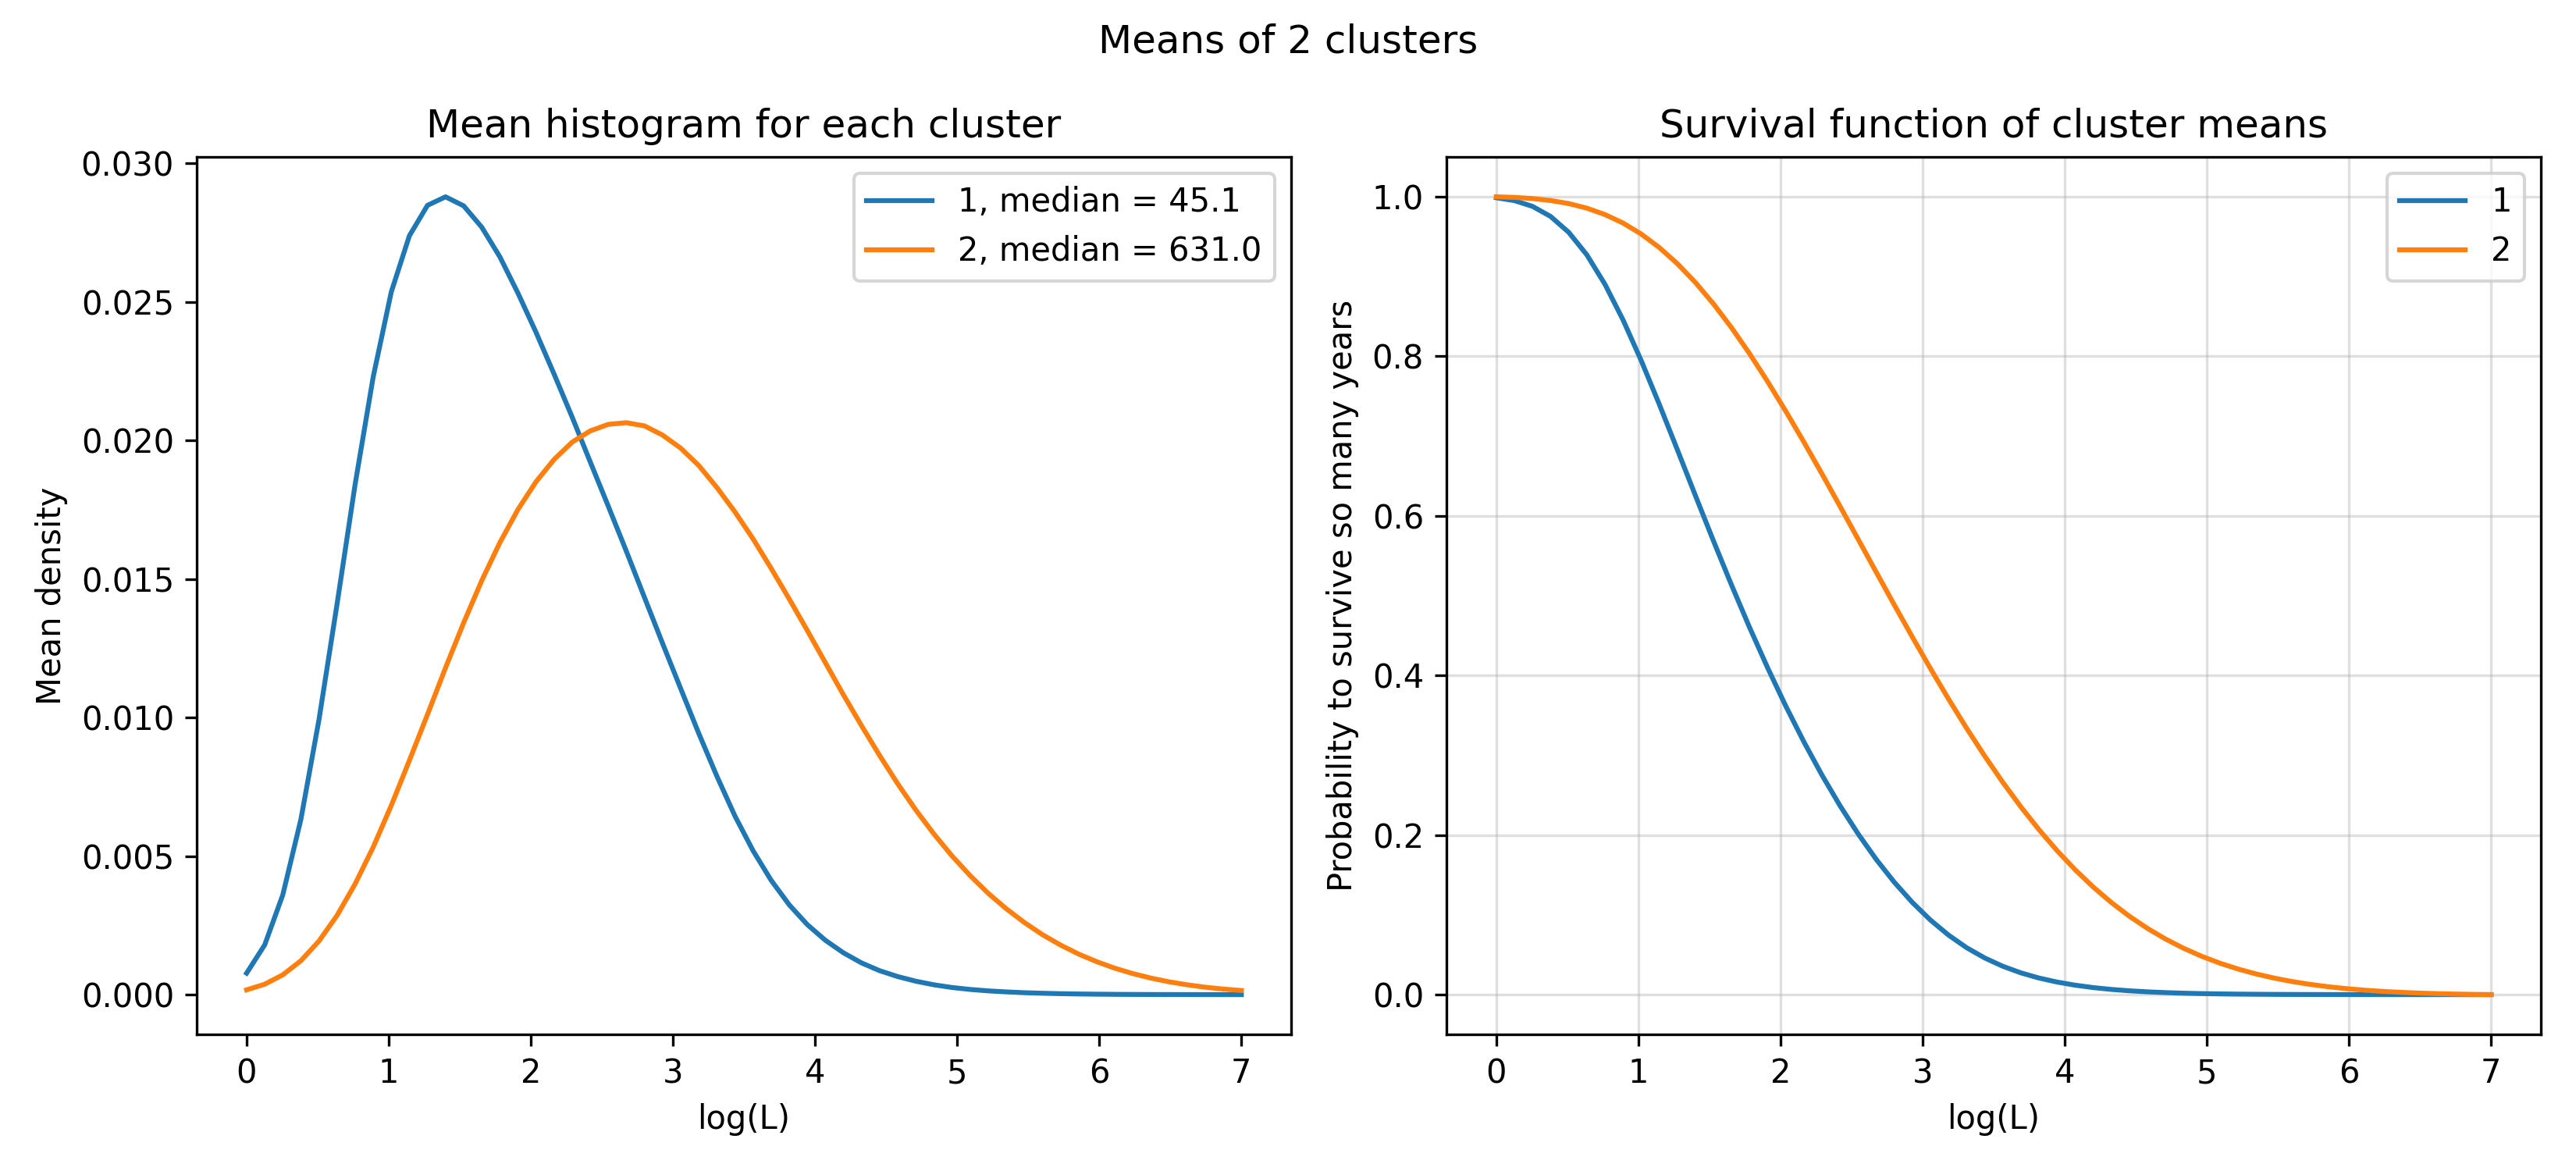 Means of 2 clusters
Mean histogram for each cluster
Mean density
0.030
0.025
0.020
0.015
0.010
0.005
0.000
0 1 2 3 4 5 6 7
log(L)
1, median = 45.1
2, median = 631.0
Survival function of cluster means
Probability to survive so many years
1.0
0.8
0.6
0.4
0.2
0.0
0 1 2 3 4 5 6 7
log(L)
1
2